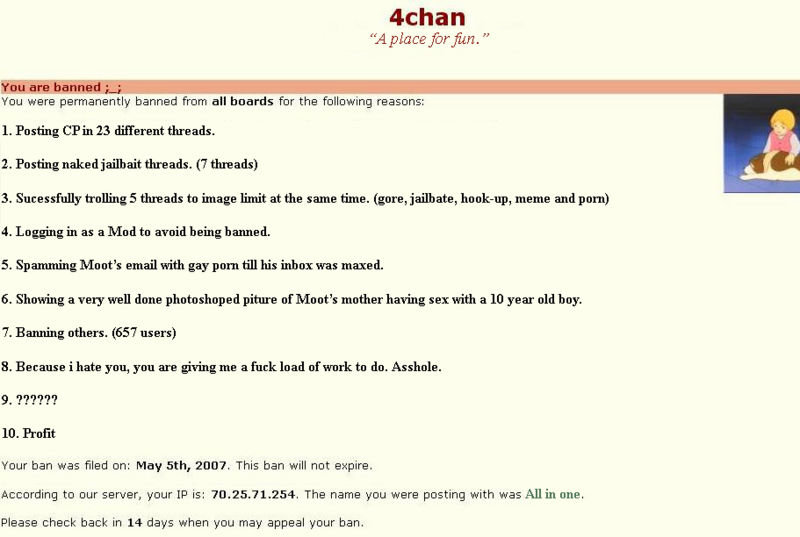 4chan
“A place for fun.”
You are banned ;_;
You were permanently banned from all boards for the following reasons:
1. Posting CP in 23 different threads.
2. Posting naked jailbait threads. (7 threads)
3. Sucessfully trolling 5 threads to image limit at the same time. (gore, jailbate, hook-up, meme and porn)
4. Logging in as a Mod to avoid being banned.
5. Spamming Moot’s email with gay porn till his inbox was maxed.
6. Showing a very well done photoshoped piture of Moot’s mother having sex with a 10 year old boy.
7. Banning others. (657 users)
8. Because i hate you, you are giving me a fuck load of work to do. Asshole.
9. ??????
10. Profit
Your ban was filed on: May 5th, 2007. This ban will not expire.
According to our server, your IP is: 70.25.71.254. The name you were posting with was All in one.
Please check back in 14 days when you may appeal your ban.